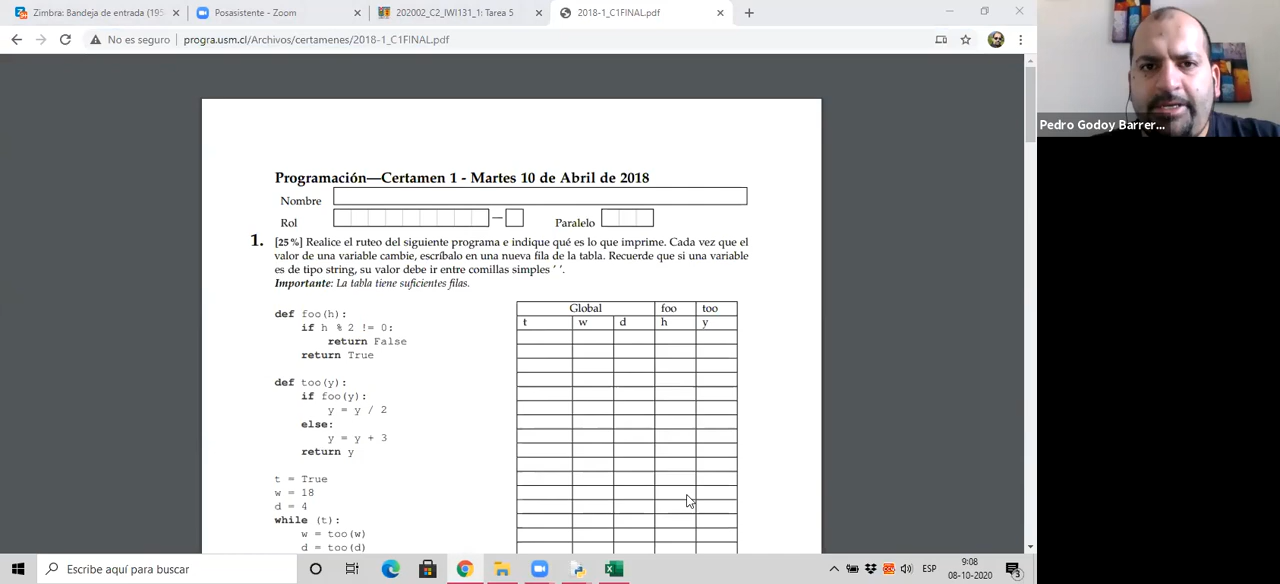 Zimbra: Bandeja de entrada (195
Posasistente - Zoom
202002_C2_IWI131_1: Tarea 5
2018-1_C1FINAL.pdf
No es seguro
progra.usm.cl/Archivos/certamenes/2018-1_C1FINAL.pdf
Pedro Godoy Barrer...
Programación—Certamen 1 - Martes 10 de Abril de 2018
Nombre
Rol
—
Paralelo
1. [25 %] Realice el ruteo del siguiente programa e indique qué es lo que imprime. Cada vez que el
valor de una variable cambie, escríbalo en una nueva fila de la tabla. Recuerde que si una variable
es de tipo string, su valor debe ir entre comillas simples ' '.
Importante: La tabla tiene suficientes filas.
def foo(h):
if h % 2 != 0:
return False
return True
def too(y):
if foo(y):
y = y / 2
else:
y = y + 3
return y
t = True
w = 18
d = 4
while (t):
w = too(w)
d = too(d)
Global foo too
t w d h y
Escribe aquí para buscar
ESP
9:08
08-10-2020
3